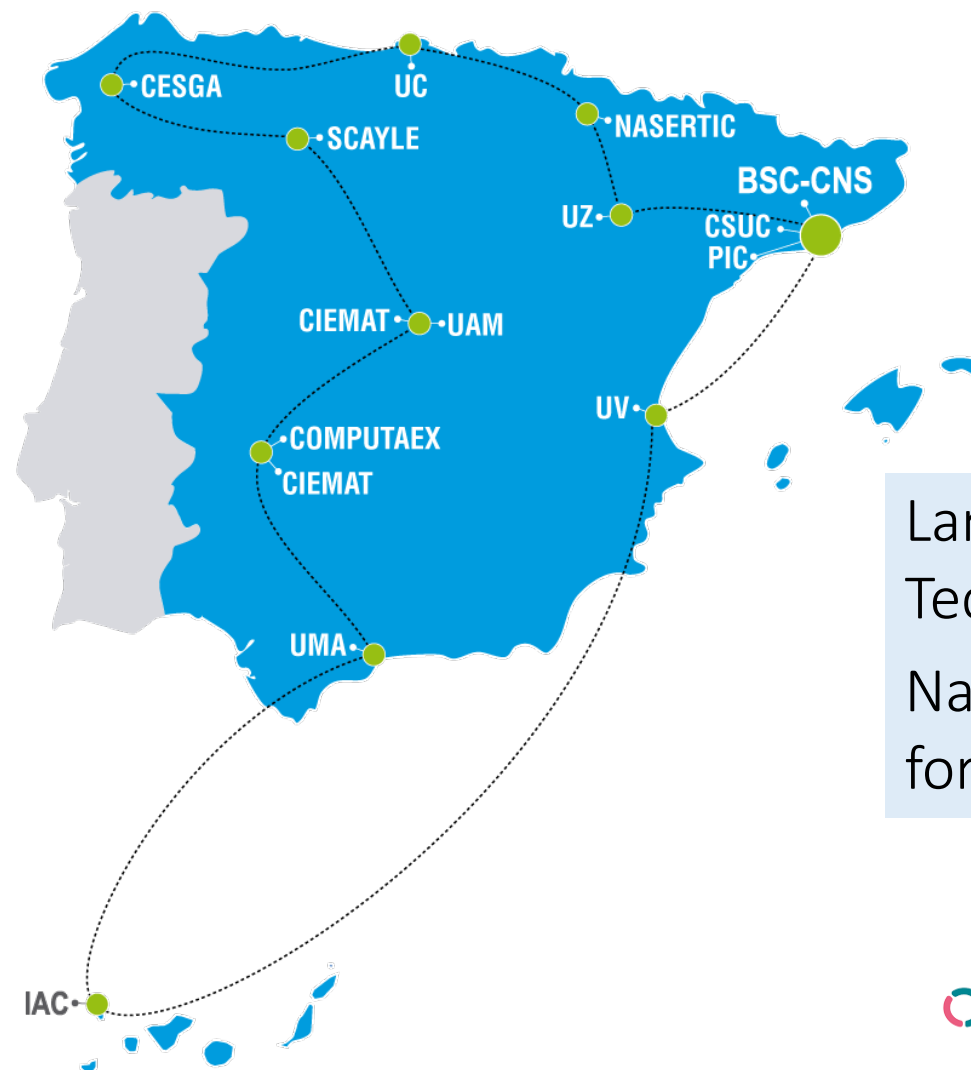 CESGA
UC
SCAYLE
NASERTIC
BSC-CNS
UZ
CSUC
PIC
CIEMAT
UAM
UV
COMPUTAEX
CIEMAT
UMA
IAC